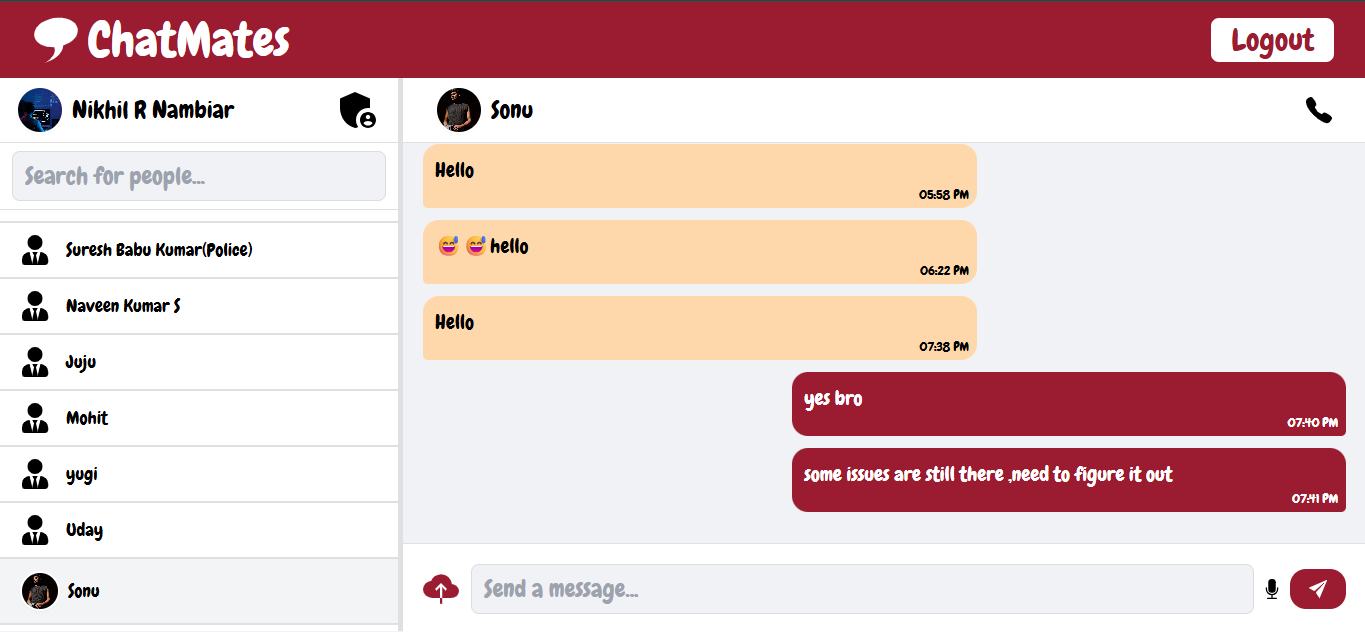 ChatMates
Logout
Nikhil R Nambiar
Search for people...
Suresh Babu Kumar(Police)
Naveen Kumar S
Juju
Mohit
yugi
Uday
Sonu
Sonu
Hello
05:58 PM
😅 😅 hello
06:22 PM
Hello
07:38 PM
yes bro
07:40 PM
some issues are still there ,need to figure it out
07:41 PM
Send a message...